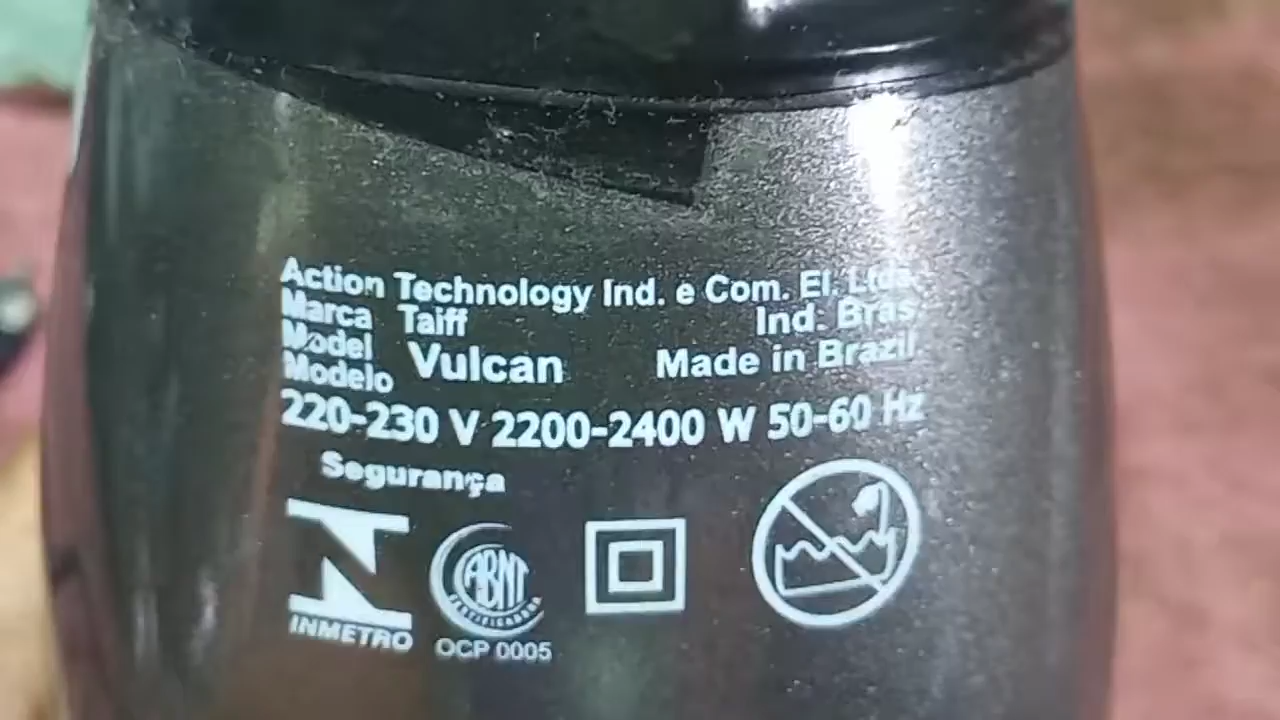 Action Technology Ind. e Com. El. Ltda.
Marca Taiff Ind. Bras
Model
Modelo Vulcan Made in Brazil
220-230 V 2200-2400 W 50-60 Hz
Segurança
INMETRO
ABNT
CERTIFICADORA
OCP 0005